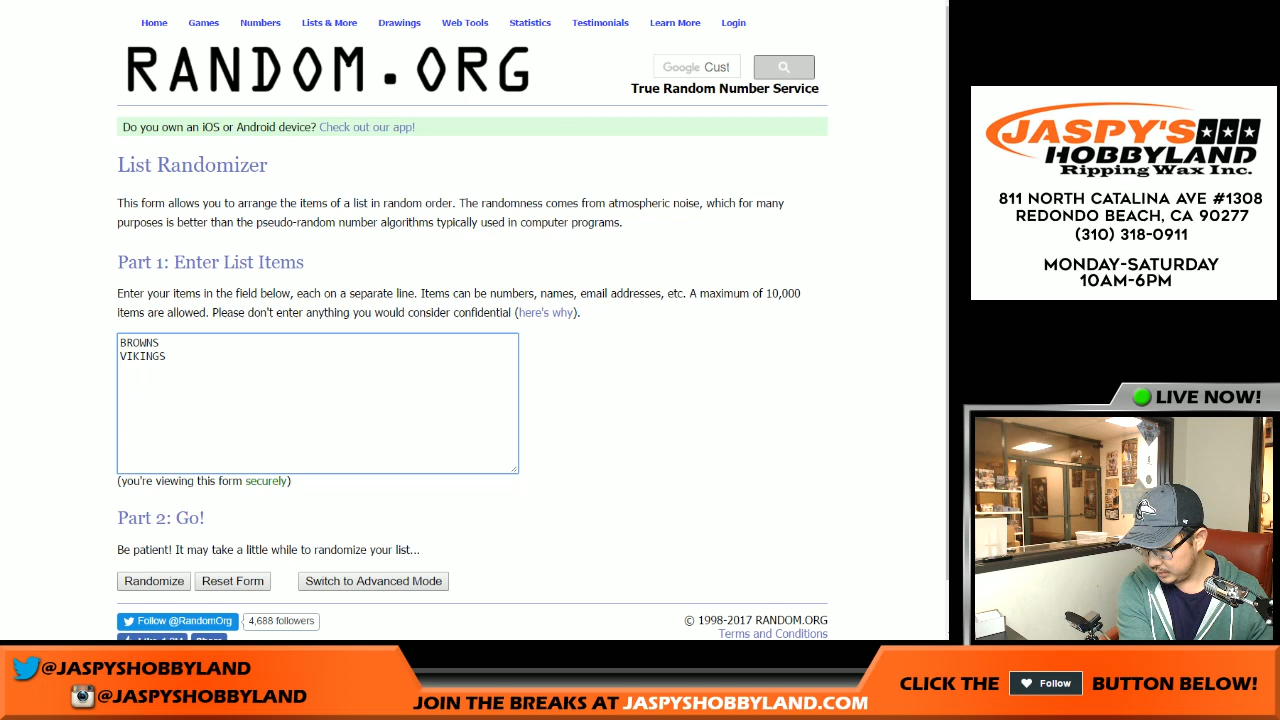 Home Games Numbers Lists & More Drawings Web Tools Statistics Testimonials Learn More Login
RANDOM.ORG
Google Cust
True Random Number Service
Do you own an iOS or Android device? Check out our app!
List Randomizer
This form allows you to arrange the items of a list in random order. The randomness comes from atmospheric noise, which for many
purposes is better than the pseudo-random number algorithms typically used in computer programs.
Part 1: Enter List Items
Enter your items in the field below, each on a separate line. Items can be numbers, names, email addresses, etc. A maximum of 10,000
items are allowed. Please don't enter anything you would consider confidential (here's why).
BROWNS
VIKINGS
(you're viewing this form securely)
Part 2: Go!
Be patient! It may take a little while to randomize your list...
Randomize Reset Form Switch to Advanced Mode
Follow @RandomOrg 4,688 followers
© 1998-2017 RANDOM.ORG
Terms and Conditions
JASPY'S
HOBBYLAND
Ripping Wax Inc.
811 NORTH CATALINA AVE #1308
REDONDO BEACH, CA 90277
(310) 318-0911
MONDAY-SATURDAY
10AM-6PM
LIVE NOW!
@JASPYSHOBBYLAND
@JASPYSHOBBYLAND
JOIN THE BREAKS AT JASPYSHOBBYLAND.COM
CLICK THE Follow BUTTON BELOW!